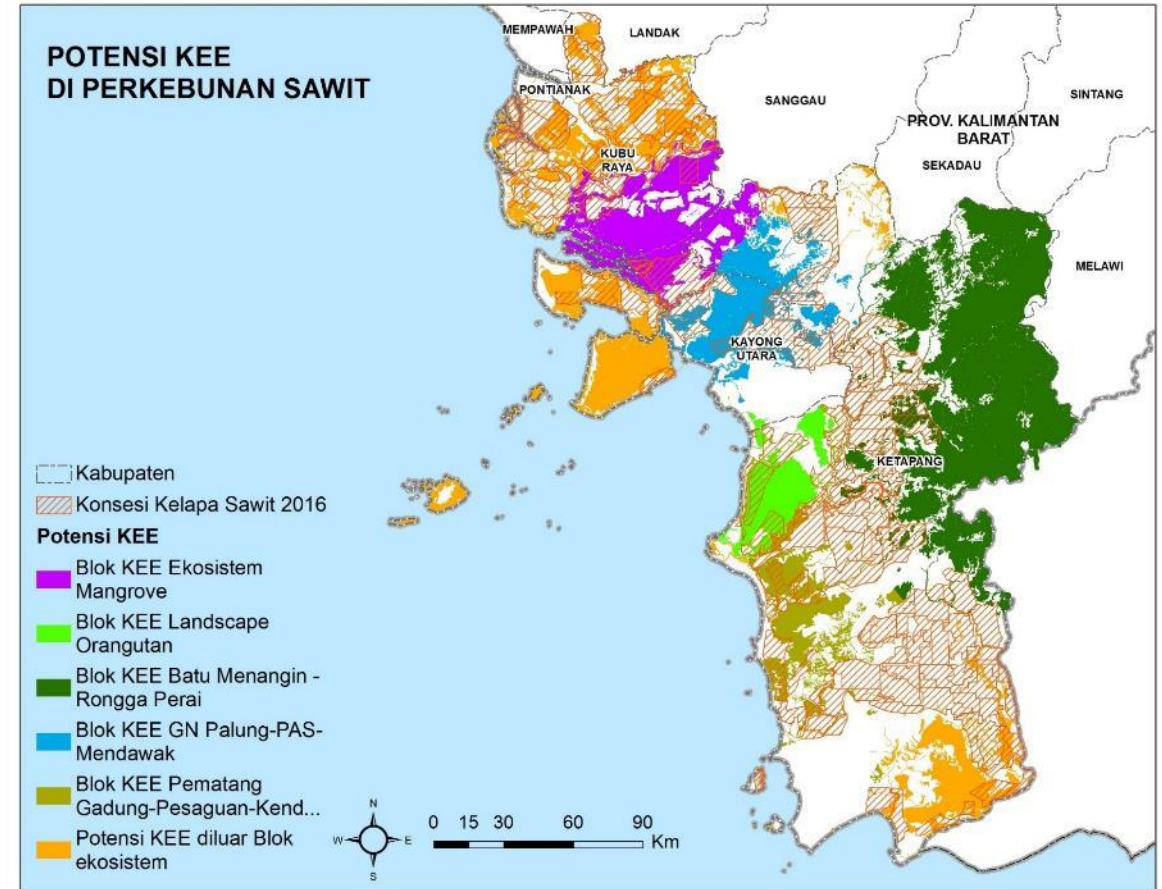 POTENSI KEE
DI PERKEBUNAN SAWIT
MEMPAWAH
LANDAK
PONTIANAK
SANGGAU
SINTANG
PROV. KALIMANTAN
BARAT
KUBU
RAYA
SEKADAU
MELAWI
KAYONG
UTARA
KETAPANG
Kabupaten
Konsesi Kelapa Sawit 2016
Potensi KEE
Blok KEE Ekosistem
Mangrove
Blok KEE Landscape
Orangutan
Blok KEE Batu Menangin -
Rongga Perai
Blok KEE GN Palung-PAS-
Mendawak
Blok KEE Pematang
Gadung-Pesaguan-Kend...
Potensi KEE diluar Blok
ekosistem
N
W E
S
0 15 30 60 90
Km